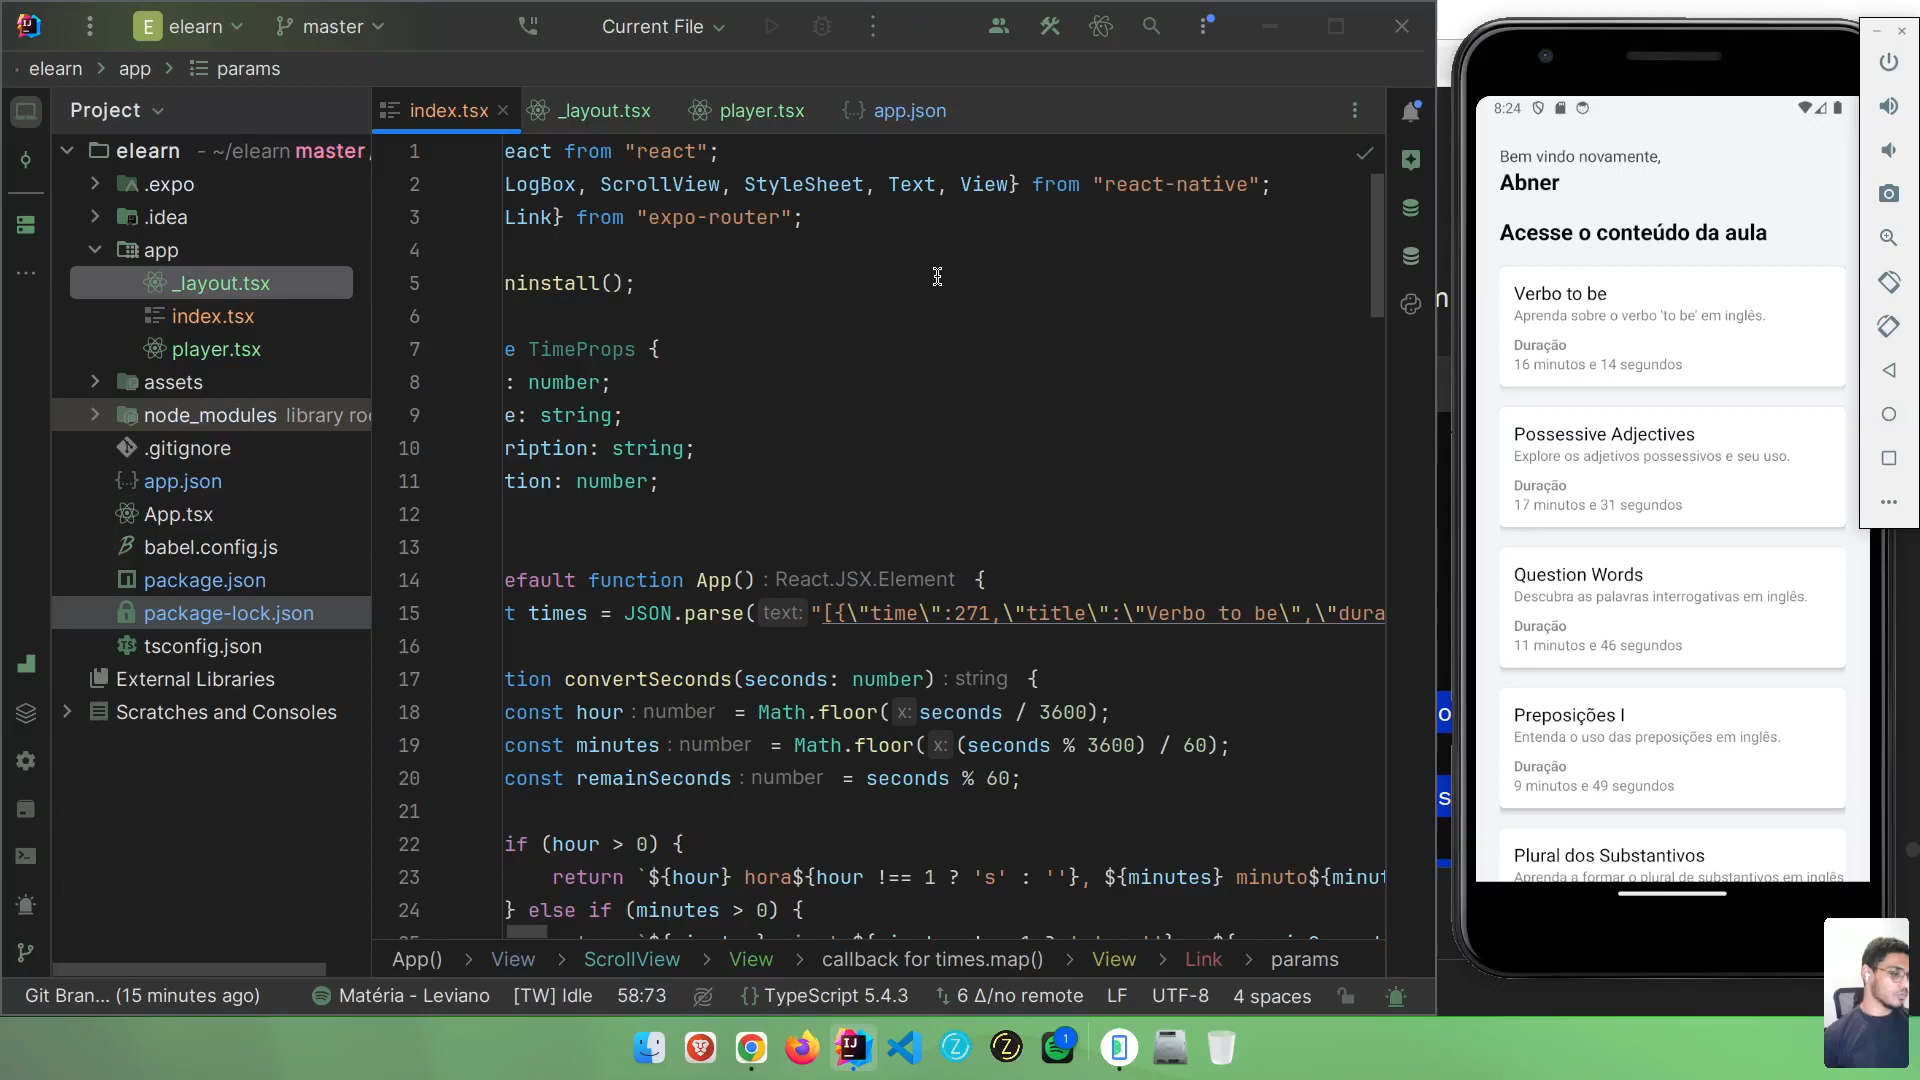 E elearn
master
Current File
elearn > app > params
Project
index.tsx
_layout.tsx
player.tsx
app.json
elearn - ~/elearn master
.expo
.idea
app
_layout.tsx
index.tsx
player.tsx
assets
node_modules library roo
.gitignore
app.json
App.tsx
babel.config.js
package.json
package-lock.json
tsconfig.json
External Libraries
Scratches and Consoles
1 eact from "react";
2 LogBox, ScrollView, StyleSheet, Text, View} from "react-native";
3 Link} from "expo-router";
4
5 ninstall();
6
7 e TimeProps {
8 : number;
9 e: string;
10 ription: string;
11 tion: number;
12
13
14 efault function App() : React.JSX.Element {
15 t times = JSON.parse( text: "[{\"time\":271,\"title\":\"Verbo to be\",\"dura
16
17 tion convertSeconds(seconds: number) : string {
18 const hour : number = Math.floor( x: seconds / 3600);
19 const minutes : number = Math.floor( x: (seconds % 3600) / 60);
20 const remainSeconds : number = seconds % 60;
21
22 if (hour > 0) {
23 return `${hour} hora${hour !== 1 ? 's' : ''}, ${minutes} minuto${minut
24 } else if (minutes > 0) {
App() > View > ScrollView > View > callback for times.map() > View > Link > params
Git Bran... (15 minutes ago)
Matéria - Leviano
[TW] Idle
58:73
{} TypeScript 5.4.3
6 Δ/no remote
LF
UTF-8
4 spaces
8:24
Bem vindo novamente,
Abner
Acesse o conteúdo da aula
Verbo to be
Aprenda sobre o verbo 'to be' em inglês.
Duração
16 minutos e 14 segundos
Possessive Adjectives
Explore os adjetivos possessivos e seu uso.
Duração
17 minutos e 31 segundos
Question Words
Descubra as palavras interrogativas em inglês.
Duração
11 minutos e 46 segundos
Preposições I
Entenda o uso das preposições em inglês.
Duração
9 minutos e 49 segundos
Plural dos Substantivos
Aprenda a formar o plural de substantivos em inglês
1